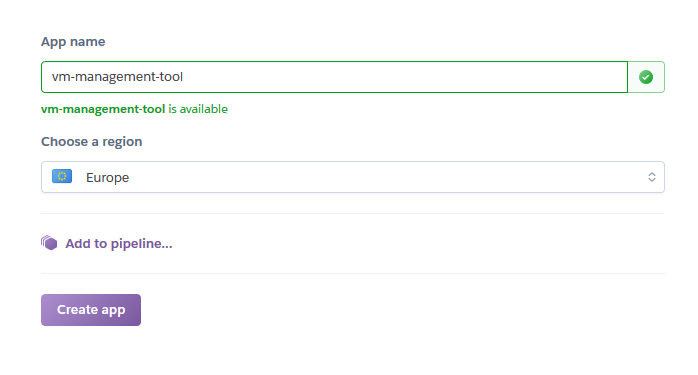 App name
vm-management-tool
vm-management-tool is available
Choose a region
Europe
Add to pipeline...
Create app